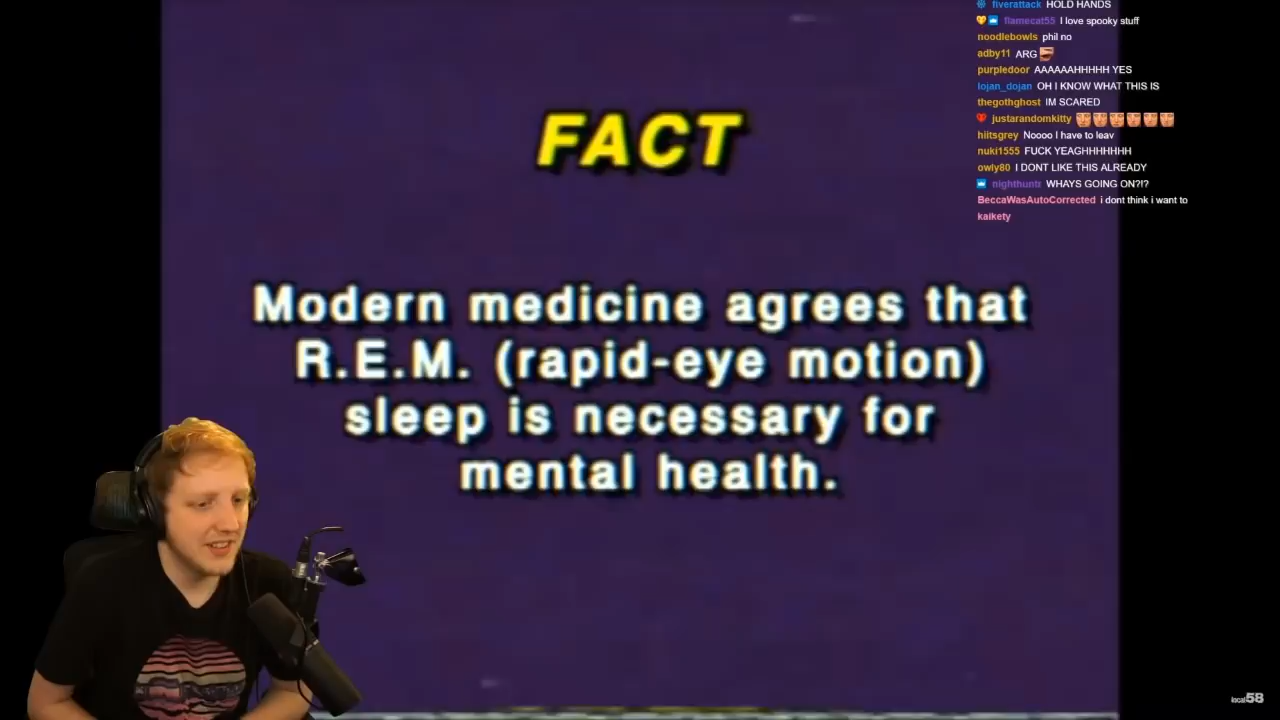 FACT
Modern medicine agrees that
R.E.M. (rapid-eye motion)
sleep is necessary for
mental health.
fiverattack HOLD HANDS
flamecat55 I love spooky stuff
noodlebowls phil no
adby11 ARG
purpledoor AAAAAAHHHHH YES
lojan_dojan OH I KNOW WHAT THIS IS
thegothghost IM SCARED
justarandomkitty
hiitsgrey Noooo I have to leav
nuki1555 FUCK YEAGHHHHHHH
owly80 I DONT LIKE THIS ALREADY
nighthuntr WHAYS GOING ON?!?
BeccaWasAutoCorrected i dont think i want to
kaikety
local58